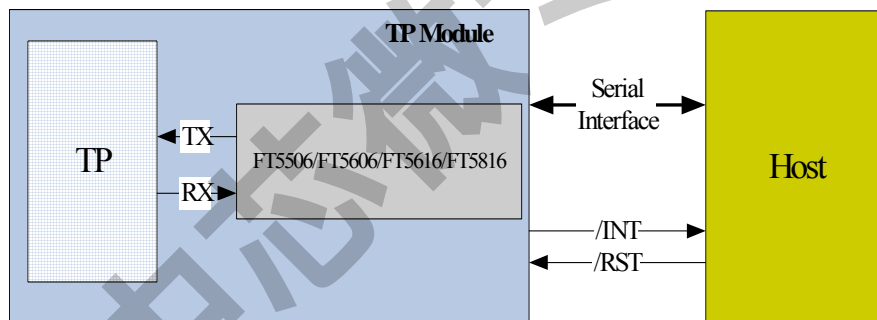 TP Module
TP
TX
RX
FT5506/FT5606/FT5616/FT5816
Serial
Interface
/INT
/RST
Host